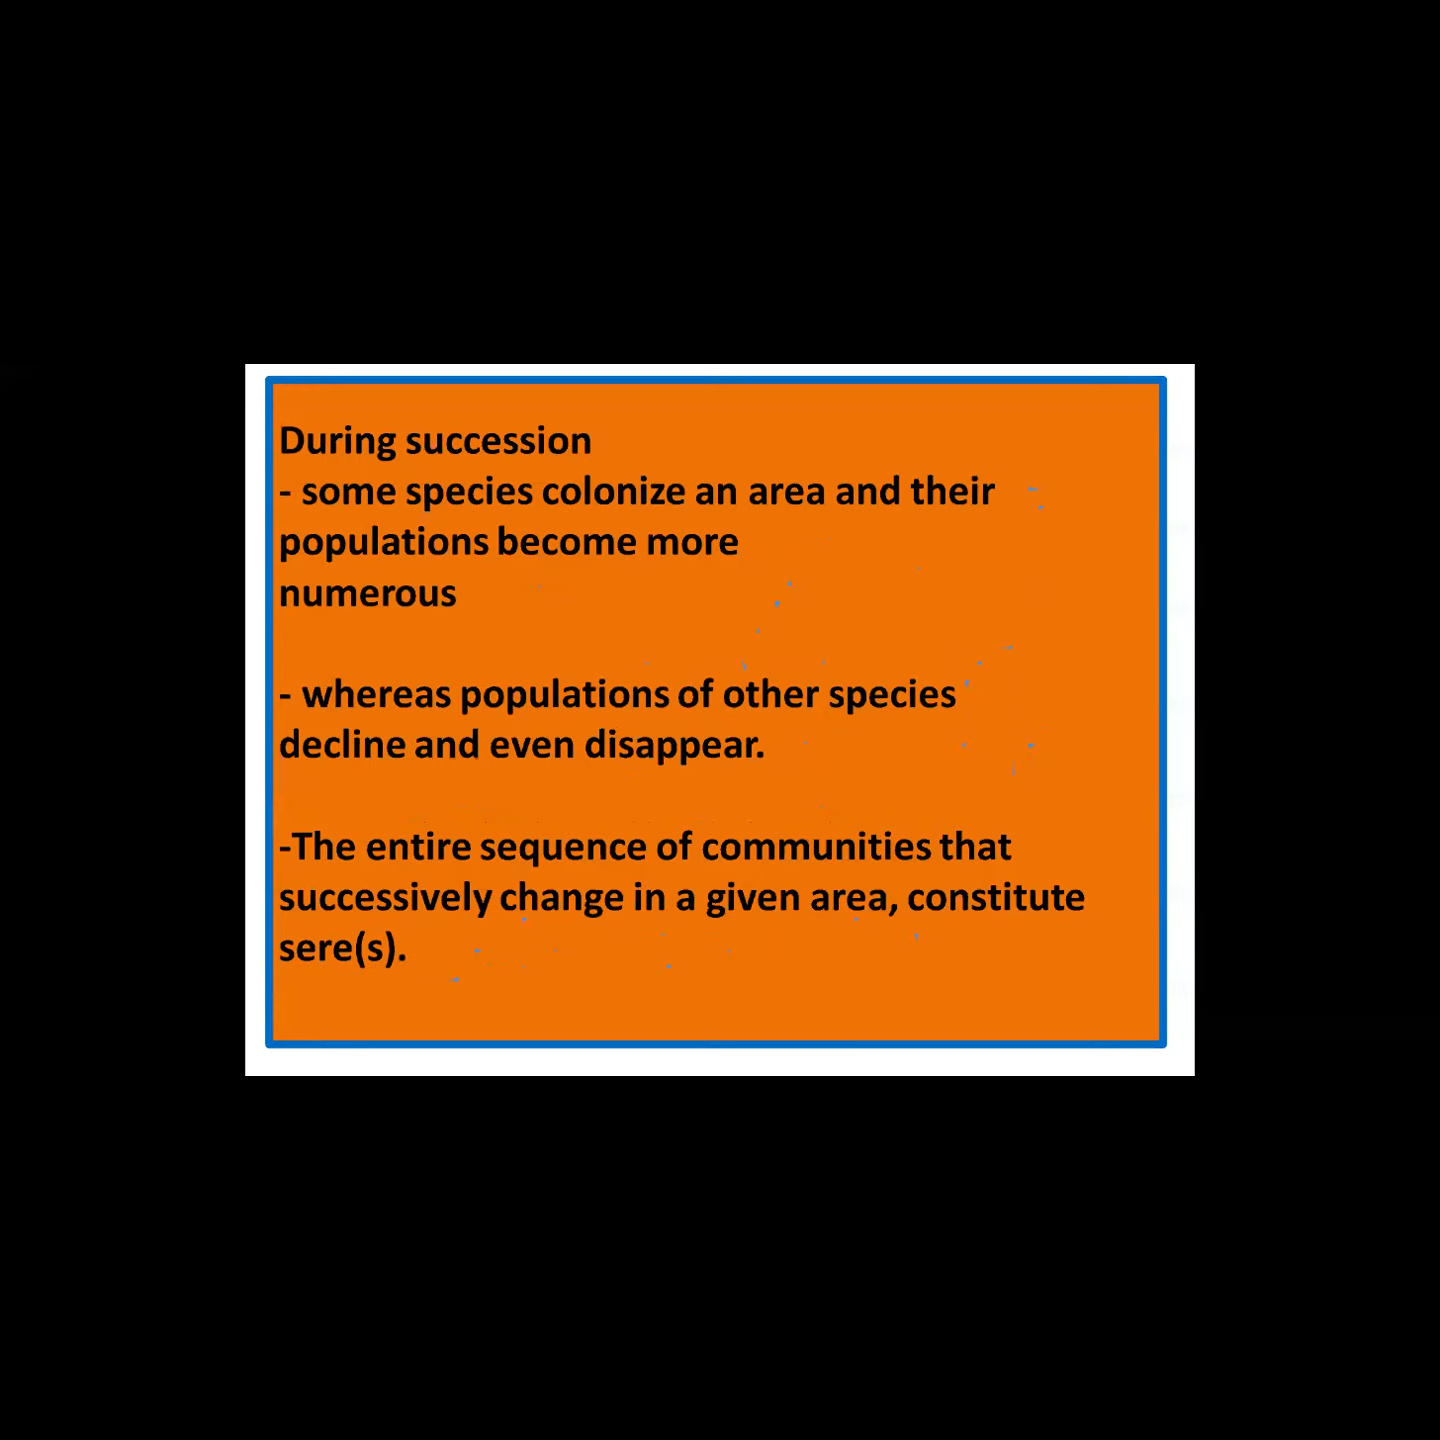 During succession
- some species colonize an area and their
populations become more
numerous
- whereas populations of other species
decline and even disappear.
-The entire sequence of communities that
successively change in a given area, constitute
sere(s).